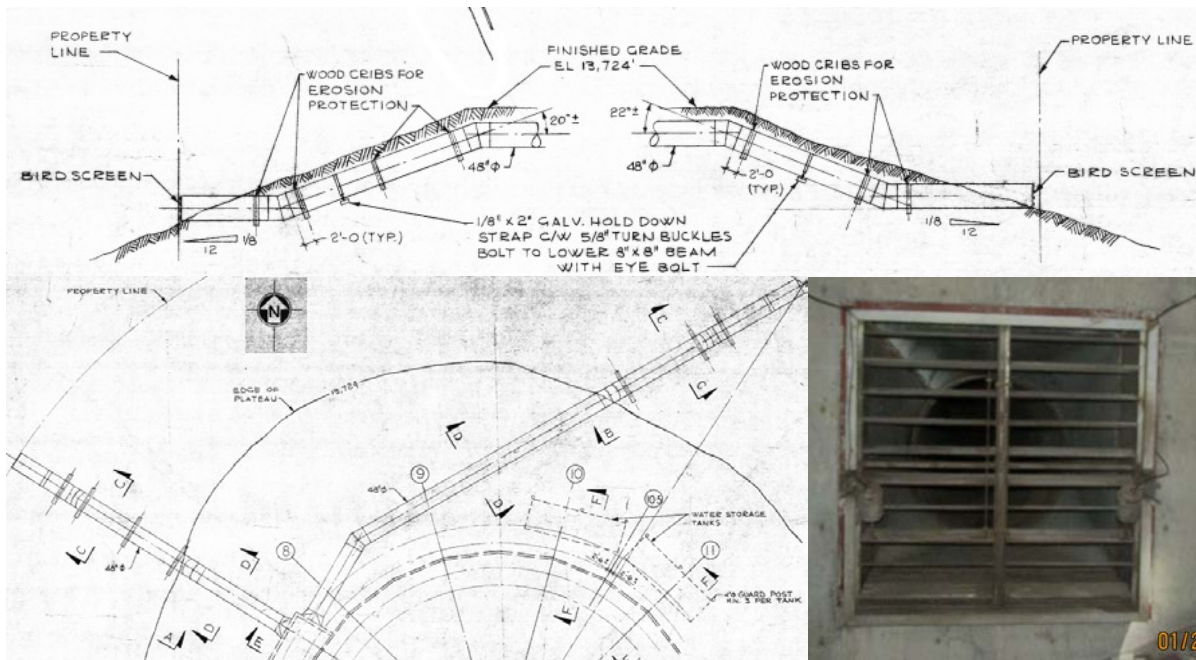 PROPERTY
LINE
WOOD CRIBS FOR
EROSION
PROTECTION
FINISHED GRADE
EL 13,724'
20°±
48"φ
BIRD SCREEN
1/8
12
2'-0 (TYP.)
1/8" X 2" GALV. HOLD DOWN
STRAP C/W 5/8" TURN BUCKLES
BOLT TO LOWER 8"X8" BEAM
WITH EYE BOLT
22°±
48"φ
WOOD CRIBS FOR
EROSION
PROTECTION
2'-0
(TYP.)
PROPERTY LINE
BIRD SCREEN
1/8
12
PROPERTY LINE
N
EDGE OF
PLATEAU
13,724
C
C
B
D
9
48"φ
10
D
F
10.5
WATER STORAGE
TANKS
11
F
GUARD POST
MIN. 3 PER TANK
F
C
C
48"φ
D
8
A
D
E
01/2